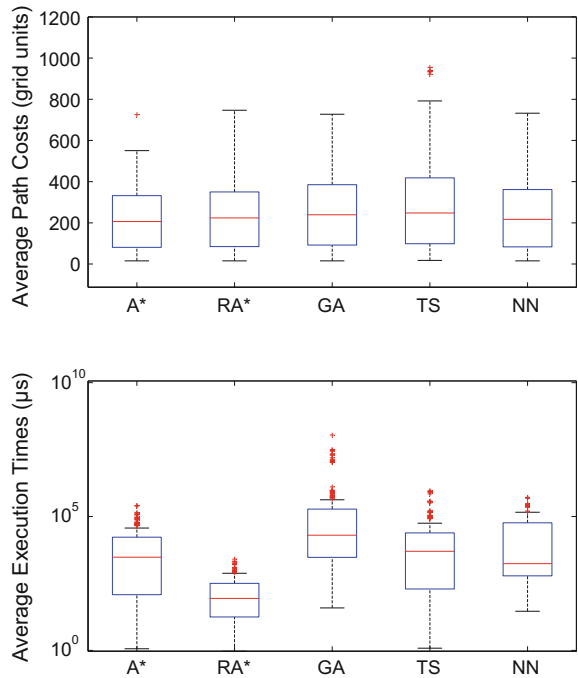 Average Path Costs (grid units)
1200
1000
800
600
400
200
0
A* RA* GA TS NN
Average Execution Times (μs)
10^10
10^5
10^0
A* RA* GA TS NN